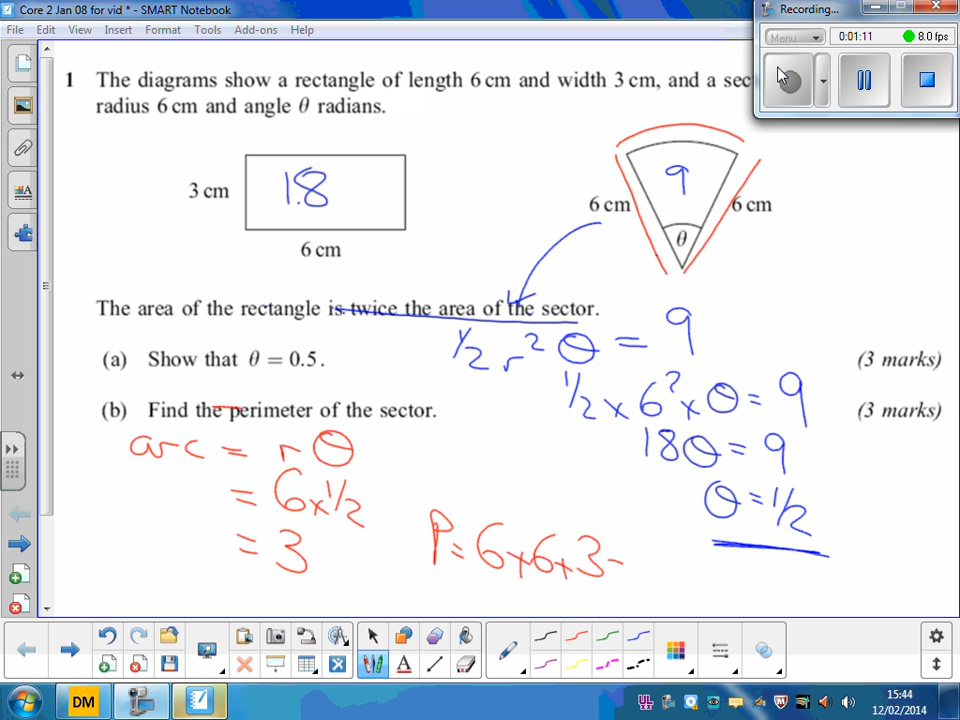 Core 2 Jan 08 for vid * - SMART Notebook
Recording...
File Edit View Insert Format Tools Add-ons Help
Menu
0:01:11
8.0 fps
1 The diagrams show a rectangle of length 6 cm and width 3 cm, and a sec
radius 6 cm and angle θ radians.
3 cm
18
6 cm
6 cm
9
6 cm
θ
The area of the rectangle is twice the area of the sector.
1/2 r² θ = 9
(a) Show that θ = 0.5.
(3 marks)
1/2 × 6² × θ = 9
(b) Find the perimeter of the sector.
(3 marks)
18θ = 9
θ = 1/2
arc = rθ
= 6 × 1/2
= 3
P = 6 × 6 × 3 -
A
DM
15:44
12/02/2014